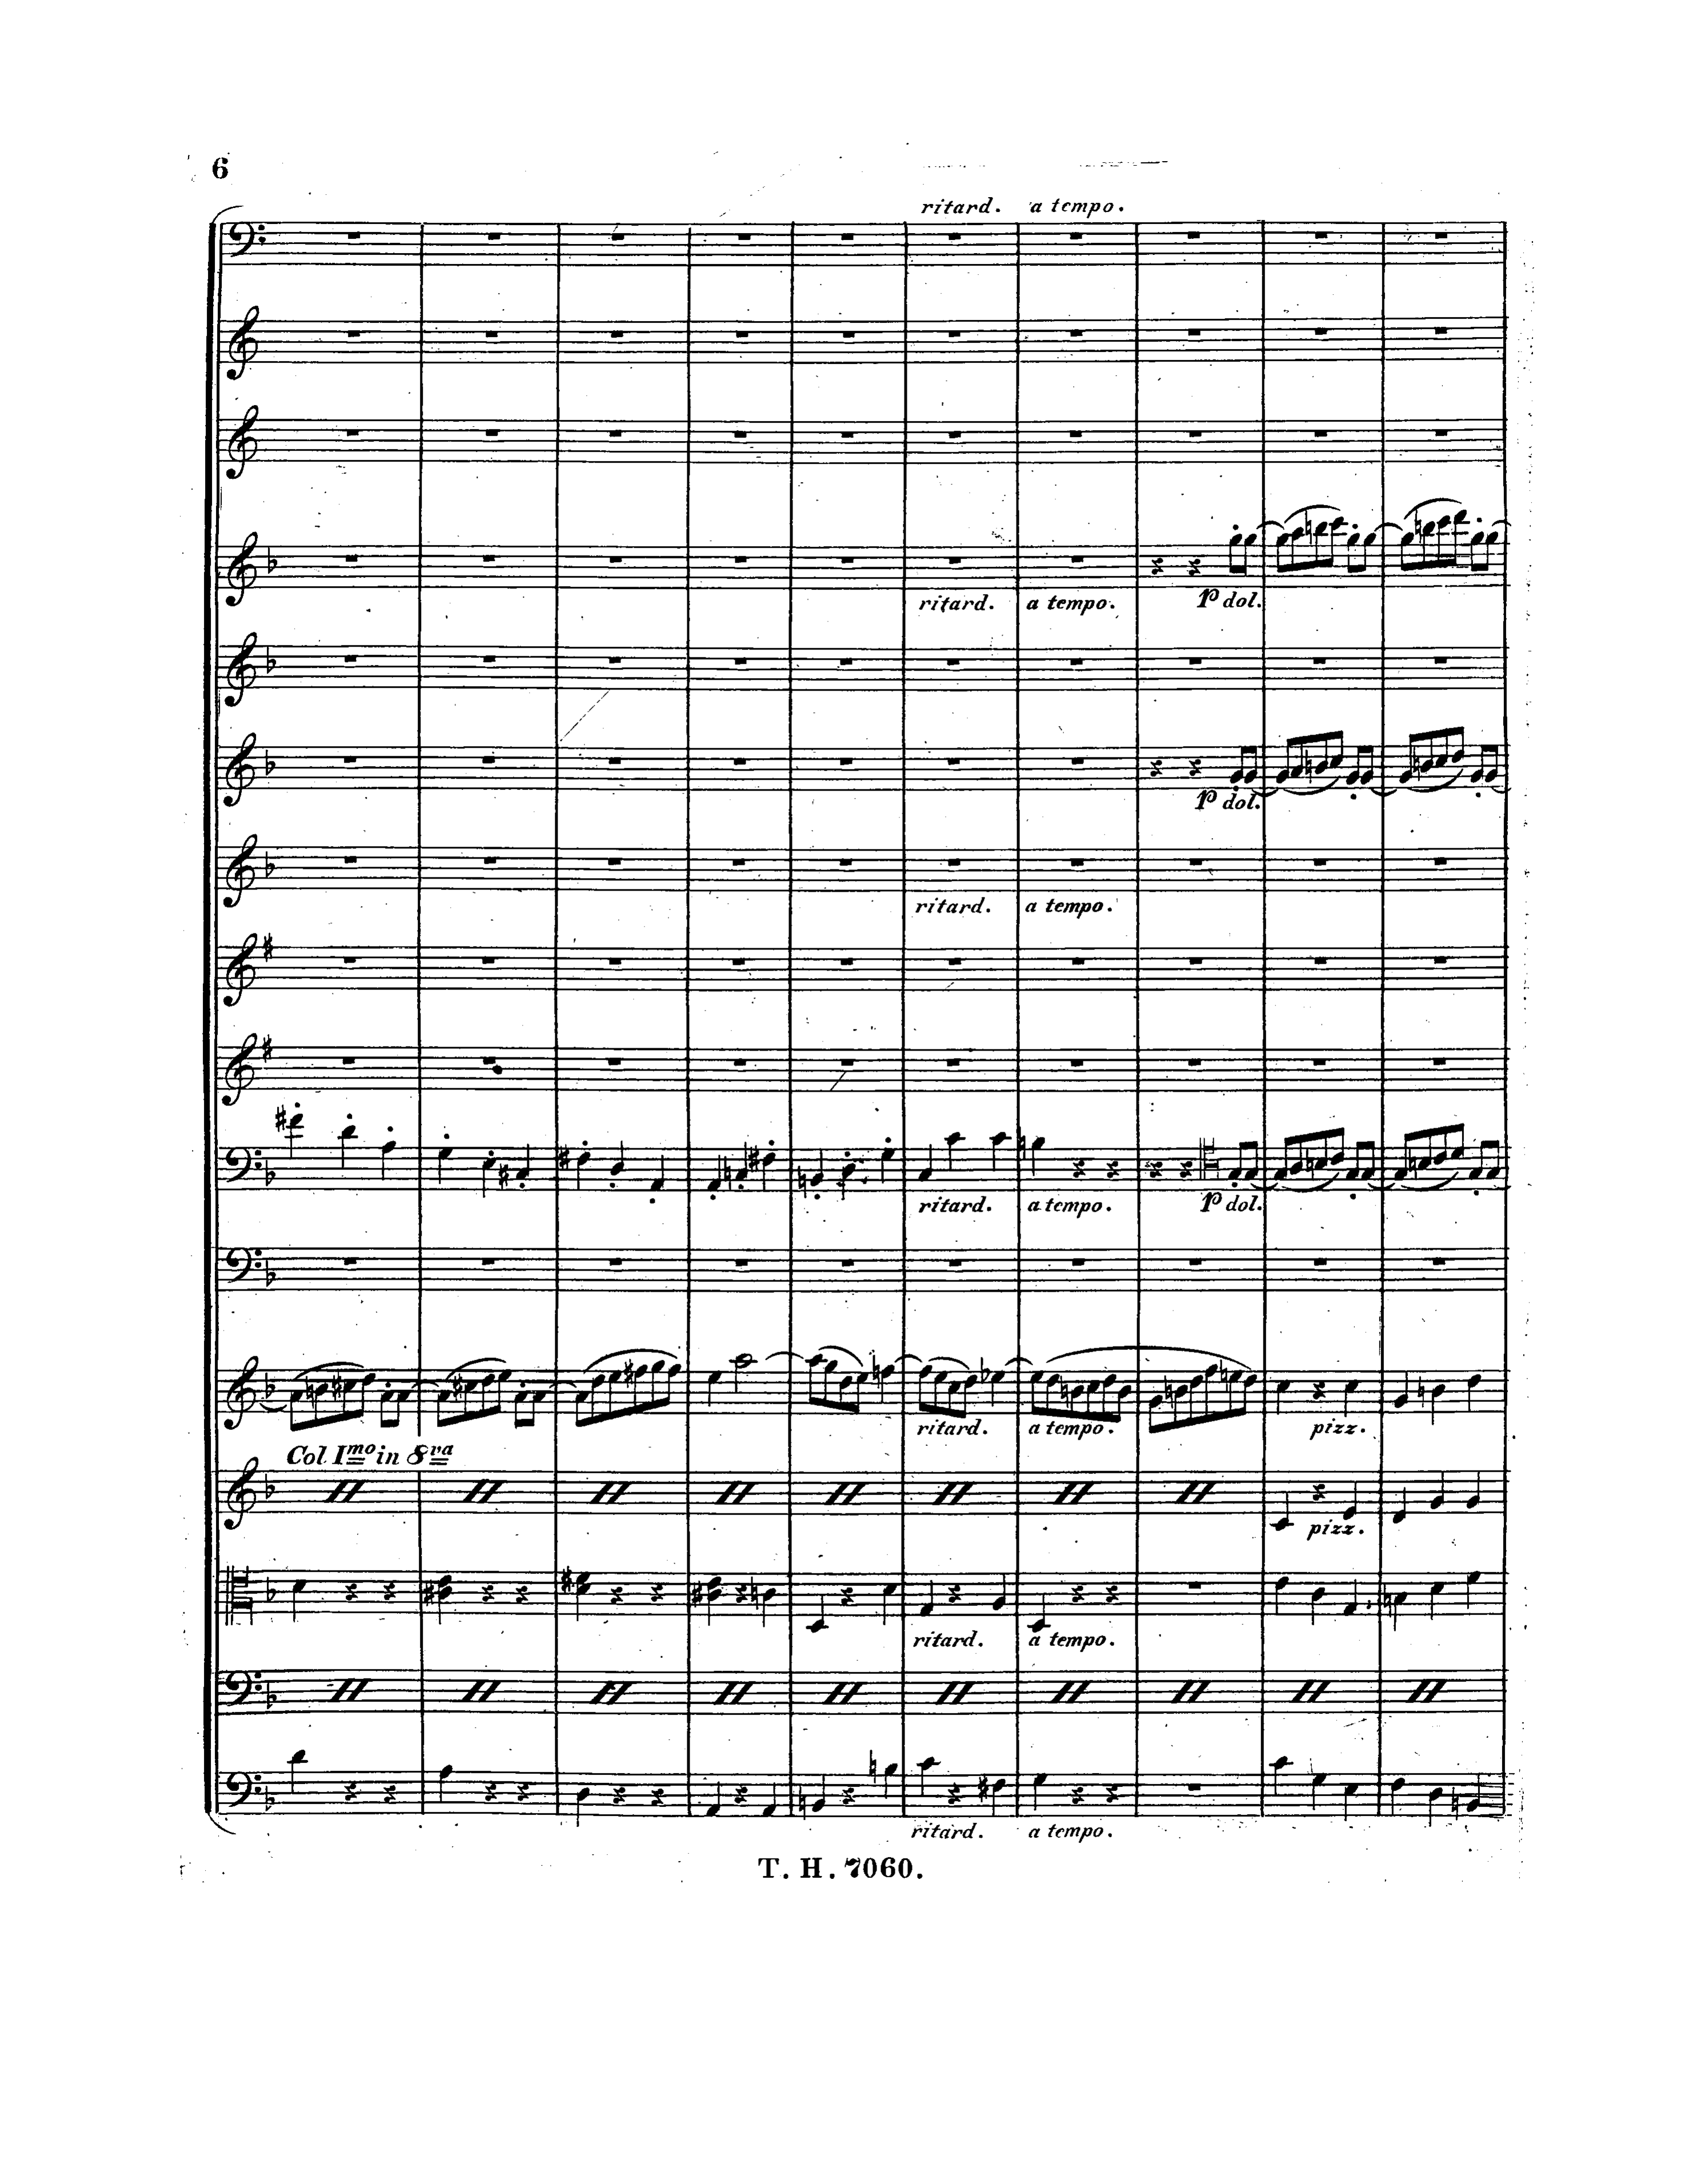 6
ritard. a tempo.
ritard. a tempo. p dol.
p dol.
ritard. a tempo.
ritard. a tempo. p dol.
ritard. a tempo. pizz.
Col Imo in 8va
pizz.
ritard. a tempo.
ritard. a tempo.
T. H. 7060.